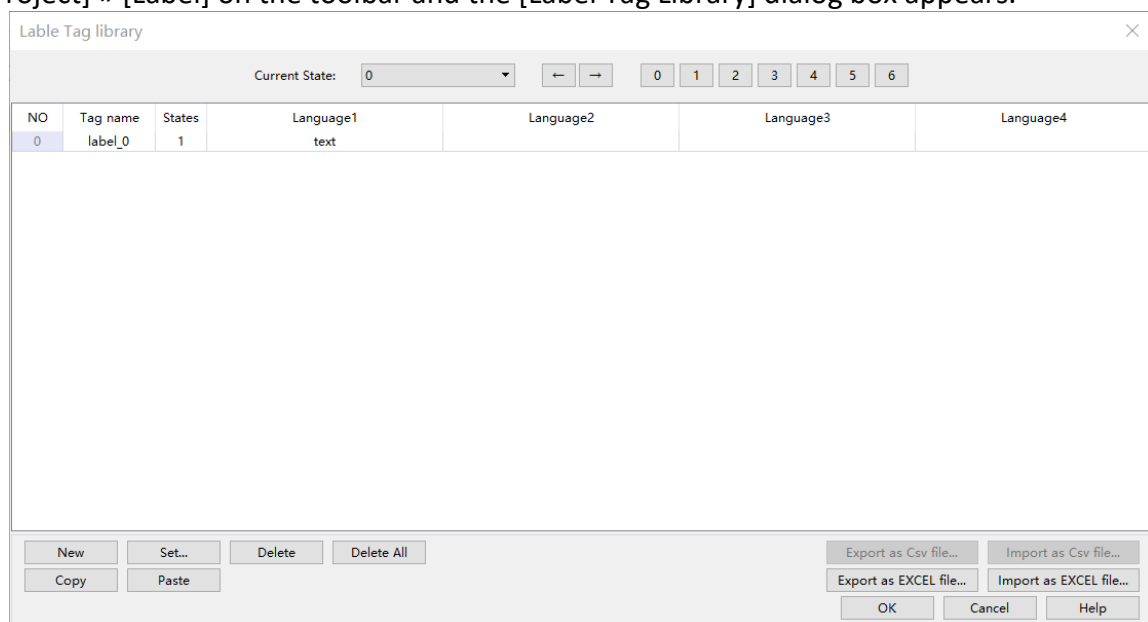 roject] » [Label] on the toolbar and the [Label Tag Library] dialog box appears.
Lable Tag library
Current State: 0 ← → 0 1 2 3 4 5 6
NO Tag name States Language1 Language2 Language3 Language4
0 label_0 1 text
New Set... Delete Delete All Export as Csv file... Import as Csv file...
Copy Paste Export as EXCEL file... Import as EXCEL file...
OK Cancel Help